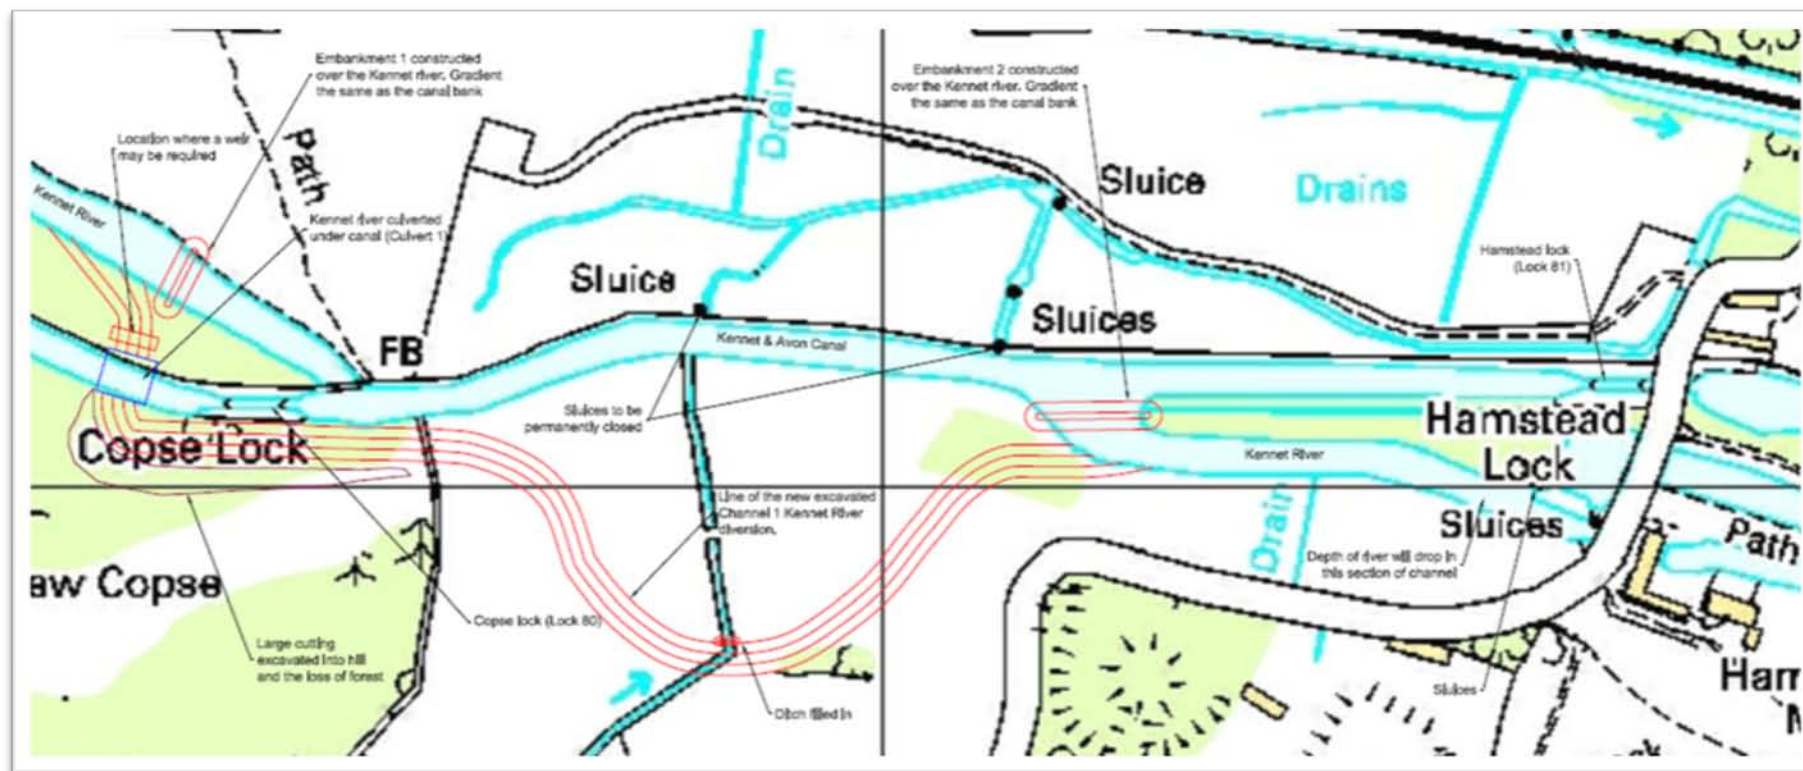 Embankment 1 constructed
over the Kennet river. Gradient
the same as the canal bank
Location where a weir
may be required
Path
Kennet River
Kennet river culverted
under canal (Culvert 1)
Drain
Embankment 2 constructed
over the Kennet river. Gradient
the same as the canal bank
Sluice
Drains
Hamstead lock
(Lock 81)
Sluice
Sluices
Kennet & Avon Canal
FB
Sluices to be
permanently closed
Copse Lock
Hamstead
Lock
Kennet River
Line of the new excavated
Channel 1 Kennet River
diversion.
Drain
Sluices
Depth of river will drop in
this section of channel
Path
aw Copse
Copse lock (Lock 80)
Large cutting
excavated into hill
and the loss of forest
Ditch filled in
Sluices
Ham